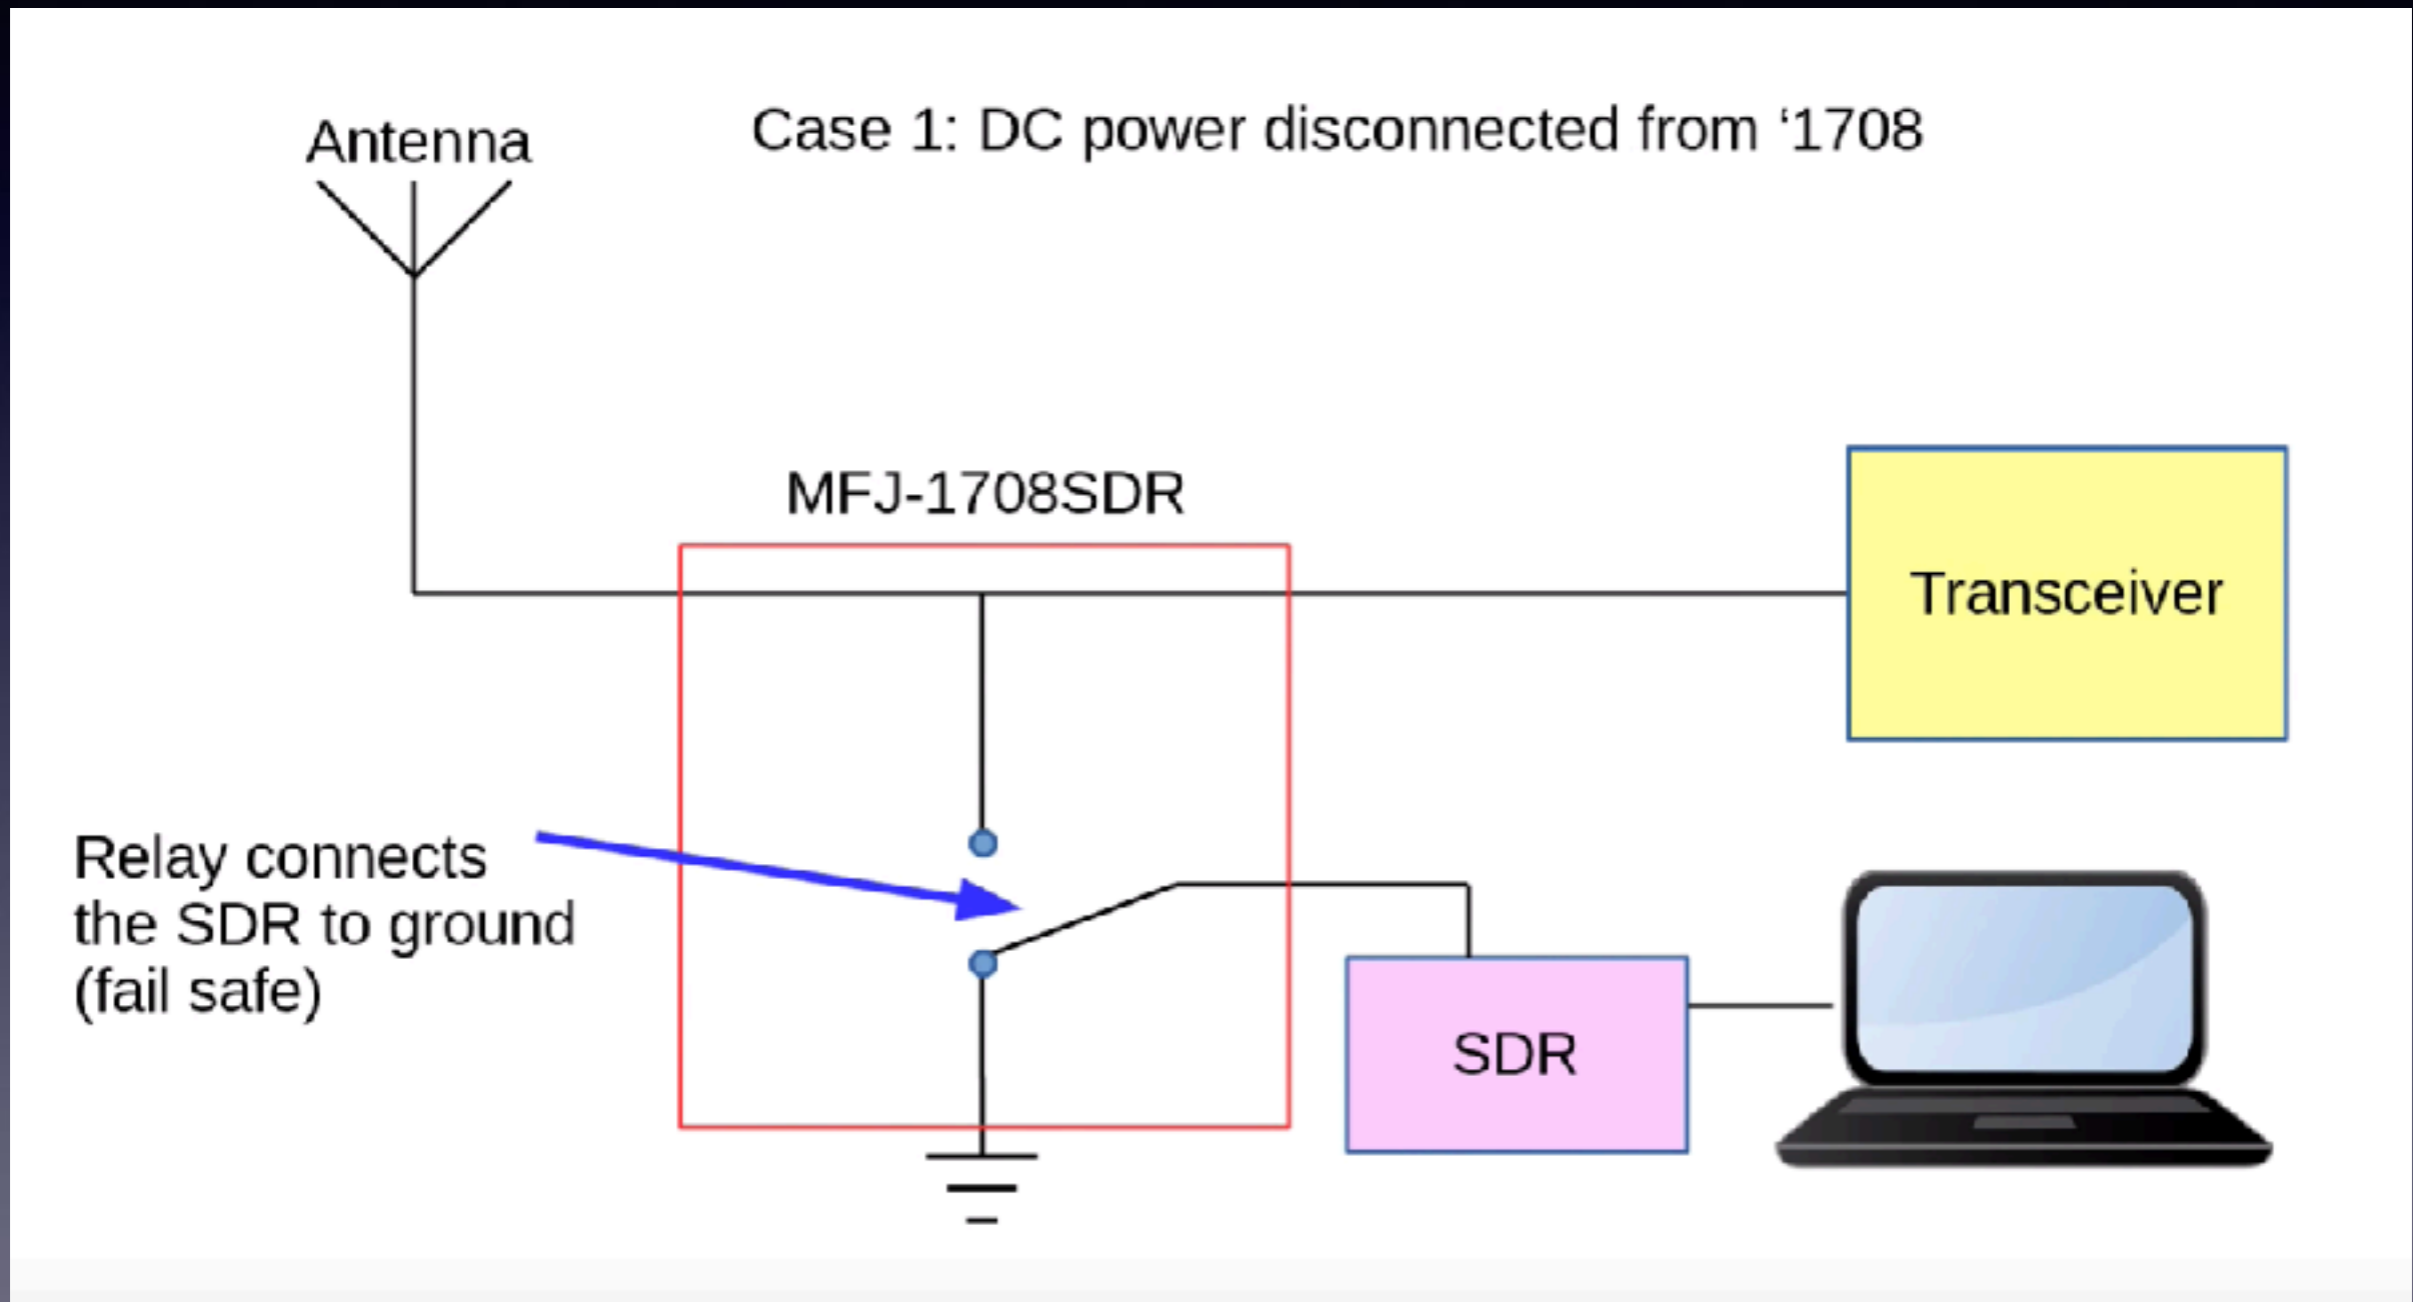 Antenna
Case 1: DC power disconnected from ‘1708
MFJ-1708SDR
Transceiver
Relay connects
the SDR to ground
(fail safe)
SDR